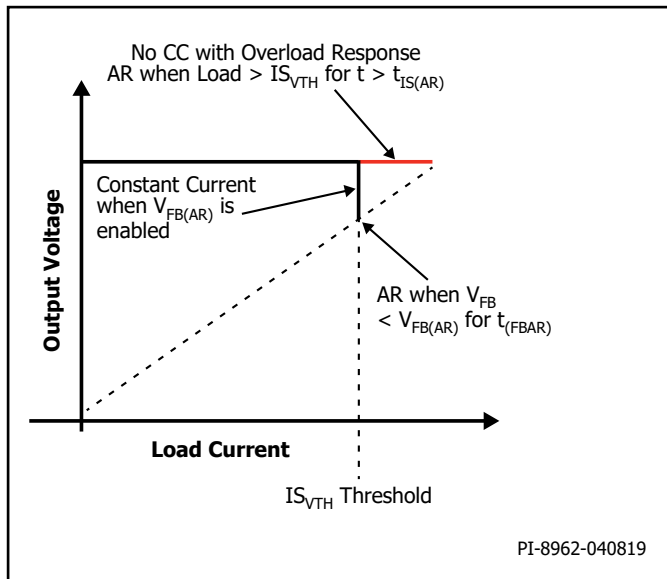 No CC with Overload Response
AR when Load > IS_VTH for t > t_IS(AR)
Constant Current
when V_FB(AR) is
enabled
AR when V_FB
< V_FB(AR) for t_(FBAR)
Output Voltage
Load Current
IS_VTH Threshold
PI-8962-040819